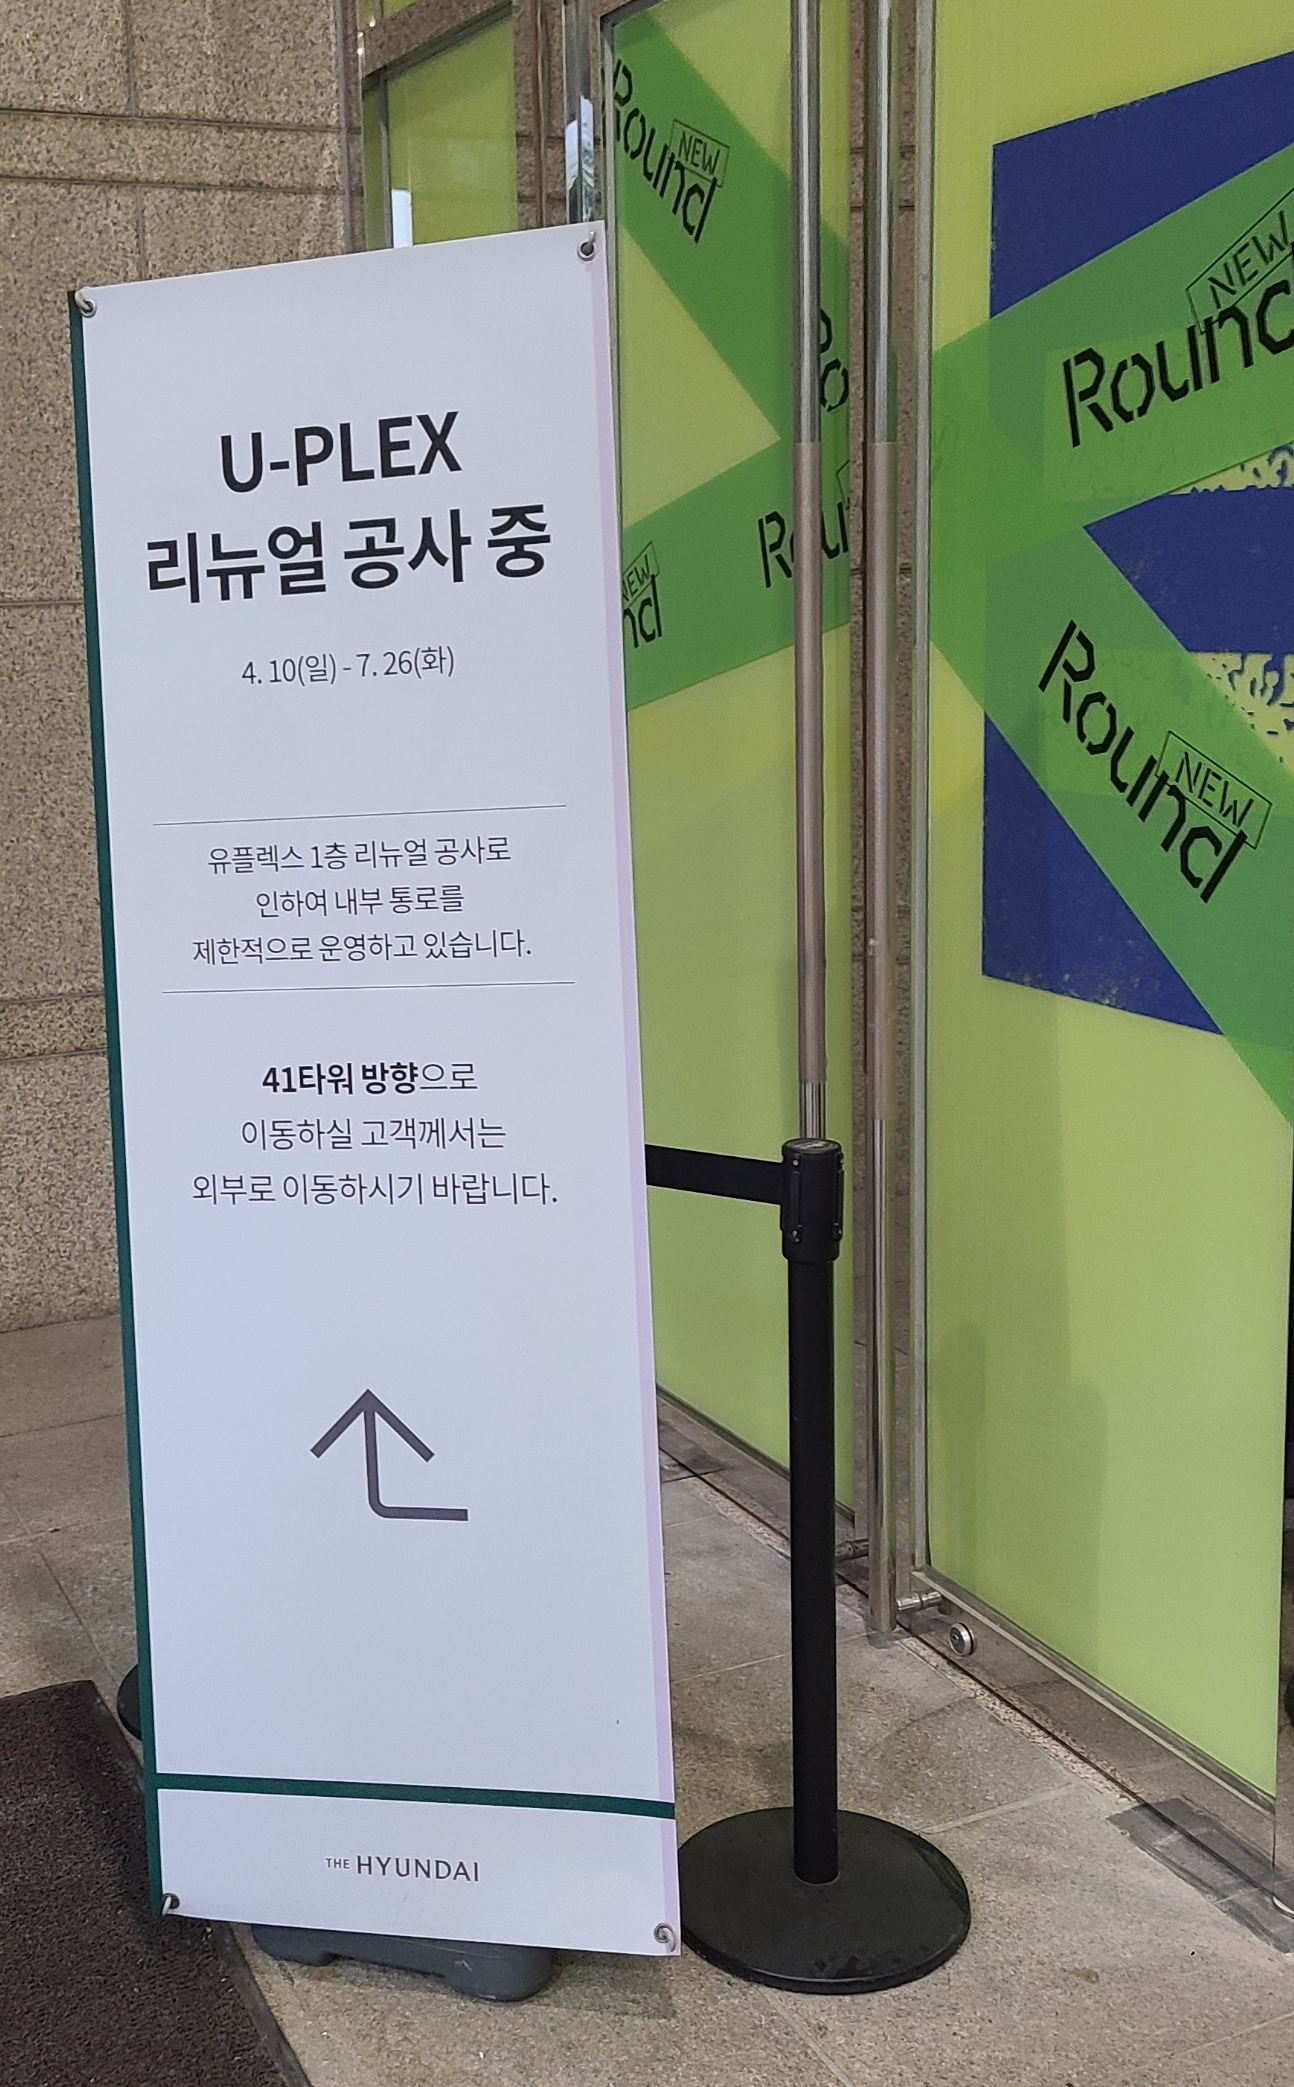 U-PLEX
리뉴얼 공사 중
4. 10(일) - 7. 26(화)
유플렉스 1층 리뉴얼 공사로
인하여 내부 통로를
제한적으로 운영하고 있습니다.
41타워 방향으로
이동하실 고객께서는
외부로 이동하시기 바랍니다.
THE HYUNDAI
Round
NEW
Round
NEW
Round
NEW
NEW
Round